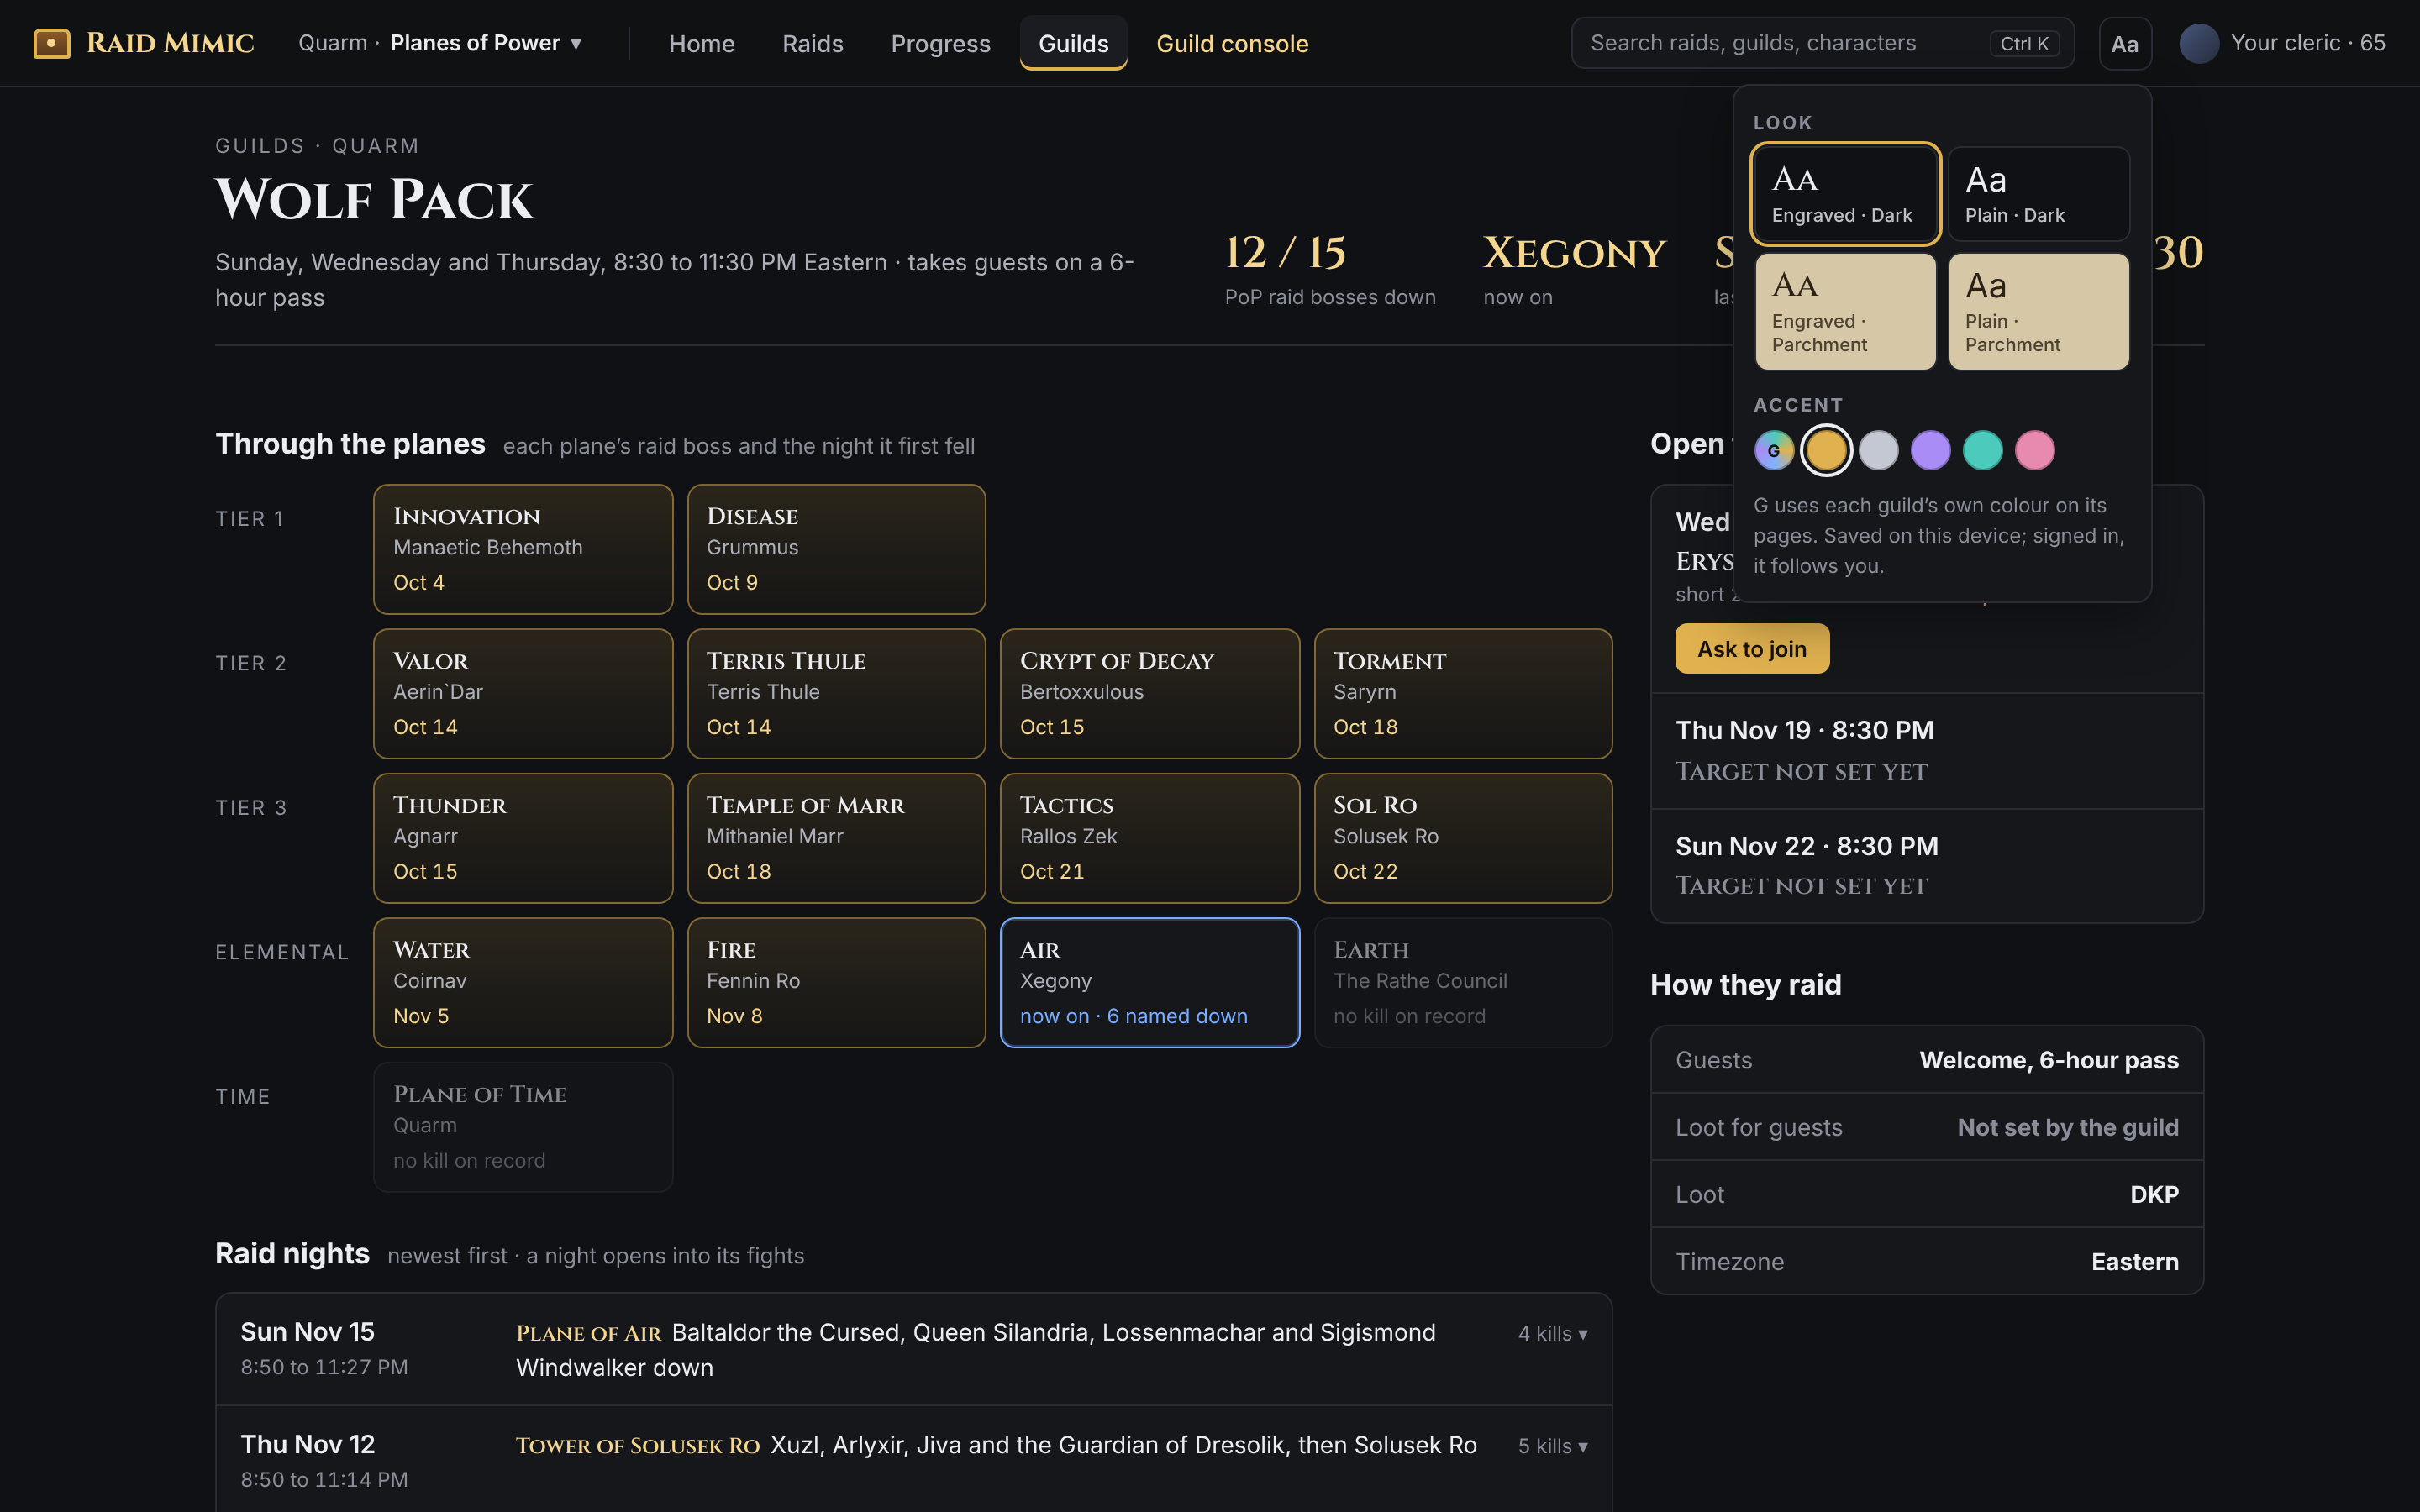 Raid Mimic
Quarm · Planes of Power ▾
Home
Raids
Progress
Guilds
Guild console
Search raids, guilds, characters
Ctrl K
Aa
Your cleric · 65
GUILDS · QUARM
Wolf Pack
Sunday, Wednesday and Thursday, 8:30 to 11:30 PM Eastern · takes guests on a 6-
hour pass
12 / 15
PoP raid bosses down
Xegony
now on
30
LOOK
Aa
Engraved · Dark
Aa
Plain · Dark
Aa
Engraved ·
Parchment
Aa
Plain ·
Parchment
ACCENT
G
G uses each guild’s own colour on its
pages. Saved on this device; signed in,
it follows you.
Through the planes
each plane’s raid boss and the night it first fell
TIER 1
Innovation
Manaetic Behemoth
Oct 4
Disease
Grummus
Oct 9
TIER 2
Valor
Aerin`Dar
Oct 14
Terris Thule
Terris Thule
Oct 14
Crypt of Decay
Bertoxxulous
Oct 15
Torment
Saryrn
Oct 18
TIER 3
Thunder
Agnarr
Oct 15
Temple of Marr
Mithaniel Marr
Oct 18
Tactics
Rallos Zek
Oct 21
Sol Ro
Solusek Ro
Oct 22
ELEMENTAL
Water
Coirnav
Nov 5
Fire
Fennin Ro
Nov 8
Air
Xegony
now on · 6 named down
Earth
The Rathe Council
no kill on record
TIME
Plane of Time
Quarm
no kill on record
Open
Wed
short
Ask to join
Thu Nov 19 · 8:30 PM
Target not set yet
Sun Nov 22 · 8:30 PM
Target not set yet
How they raid
Guests
Welcome, 6-hour pass
Loot for guests
Not set by the guild
Loot
DKP
Timezone
Eastern
Raid nights
newest first · a night opens into its fights
Sun Nov 15
8:50 to 11:27 PM
Plane of Air Baltaldor the Cursed, Queen Silandria, Lossenmachar and Sigismond
Windwalker down
4 kills ▾
Thu Nov 12
8:50 to 11:14 PM
Tower of Solusek Ro Xuzl, Arlyxir, Jiva and the Guardian of Dresolik, then Solusek Ro
5 kills ▾